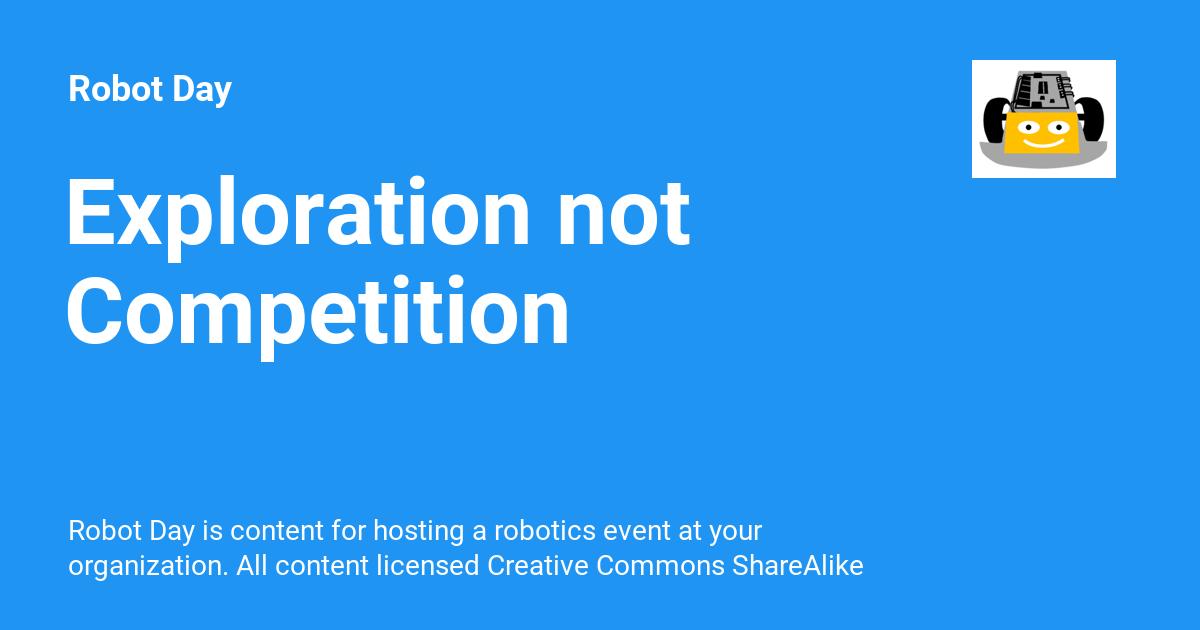 Robot Day
Exploration not
Competition
Robot Day is content for hosting a robotics event at your
organization. All content licensed Creative Commons ShareAlike